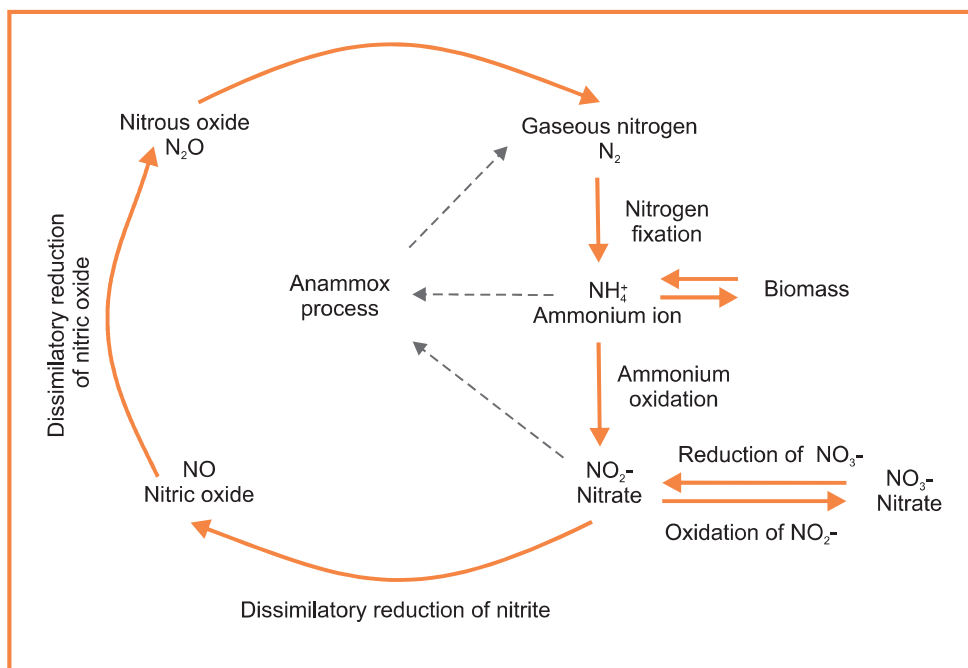 Nitrous oxide
N₂O
Gaseous nitrogen
N₂
Nitrogen
fixation
Dissimilatory reduction
of nitric oxide
Anammox
process
NH₄⁺
Ammonium ion
Biomass
Ammonium
oxidation
NO
Nitric oxide
NO₂-
Nitrate
Reduction of NO₃-
Oxidation of NO₂-
NO₃-
Nitrate
Dissimilatory reduction of nitrite